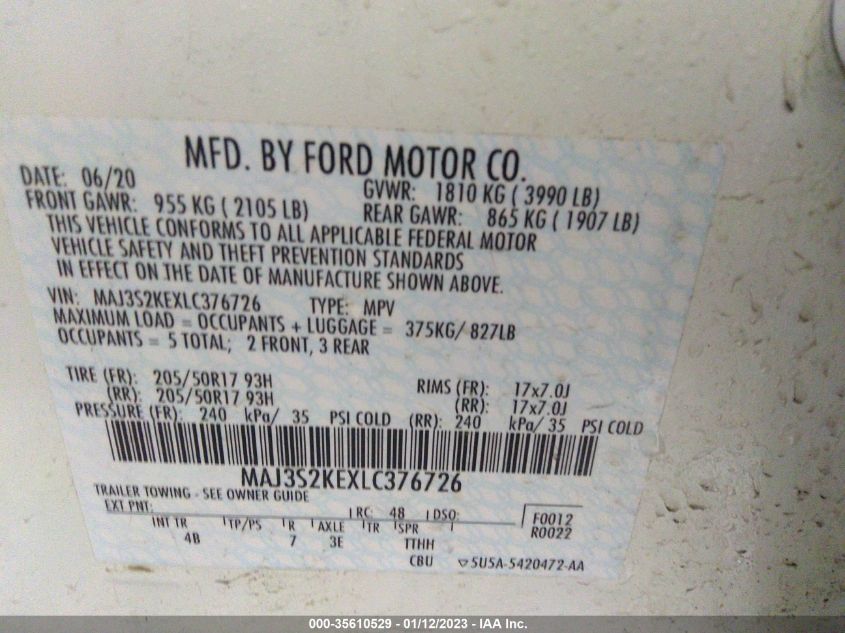 MFD. BY FORD MOTOR CO.
DATE: 06/20 GVWR: 1810 KG ( 3990 LB)
FRONT GAWR: 955 KG ( 2105 LB) REAR GAWR: 865 KG ( 1907 LB)
THIS VEHICLE CONFORMS TO ALL APPLICABLE FEDERAL MOTOR
VEHICLE SAFETY AND THEFT PREVENTION STANDARDS
IN EFFECT ON THE DATE OF MANUFACTURE SHOWN ABOVE.
VIN: MAJ3S2KEXLC376726 TYPE: MPV
MAXIMUM LOAD = OCCUPANTS + LUGGAGE = 375KG/ 827LB
OCCUPANTS = 5 TOTAL; 2 FRONT, 3 REAR
TIRE (FR): 205/50R17 93H RIMS (FR): 17x7.0J
(RR): 205/50R17 93H (RR): 17x7.0J
PRESSURE (FR): 240 kPa/ 35 PSI COLD (RR): 240 kPa/ 35 PSI COLD
MAJ3S2KEXLC376726
TRAILER TOWING - SEE OWNER GUIDE
EXT PNT: RC: 48 DSO: F0012
R0022
INT TR TP/PS R AXLE TR SPR
4B 7 3E TTHH
CBU 5U5A-5420472-AA
000-35610529 - 01/12/2023 - IAA Inc.